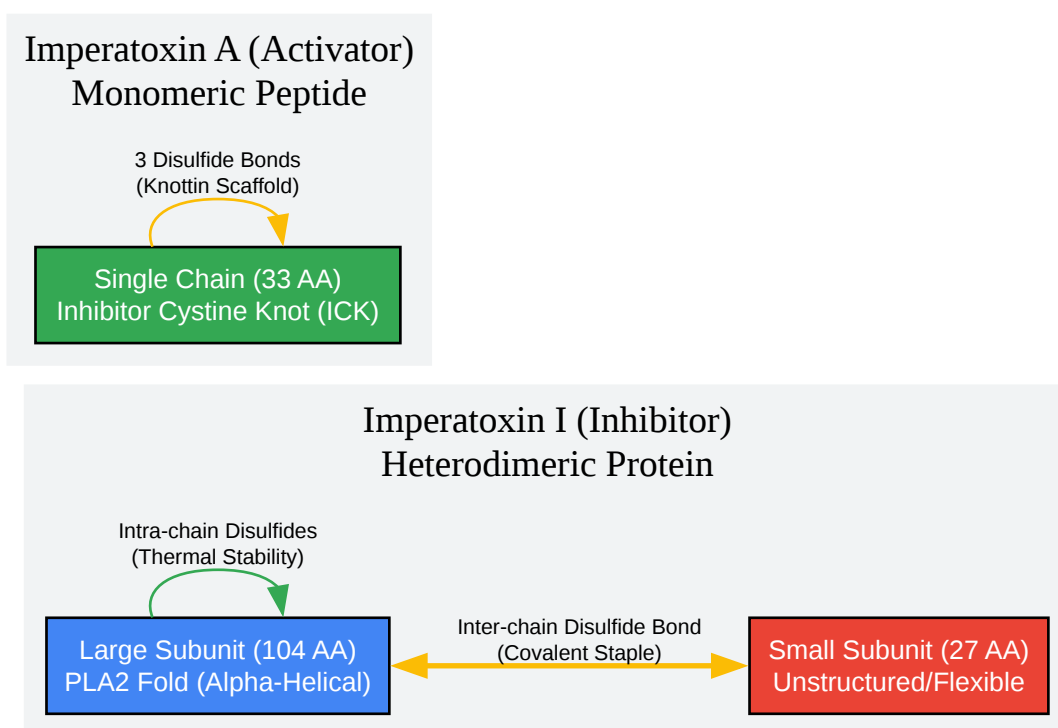 Imperatoxin A (Activator)
Monomeric Peptide
3 Disulfide Bonds
(Knottin Scaffold)
Single Chain (33 AA)
Inhibitor Cystine Knot (ICK)
Imperatoxin I (Inhibitor)
Heterodimeric Protein
Intra-chain Disulfides
(Thermal Stability)
Large Subunit (104 AA)
PLA2 Fold (Alpha-Helical)
Inter-chain Disulfide Bond
(Covalent Staple)
Small Subunit (27 AA)
Unstructured/Flexible